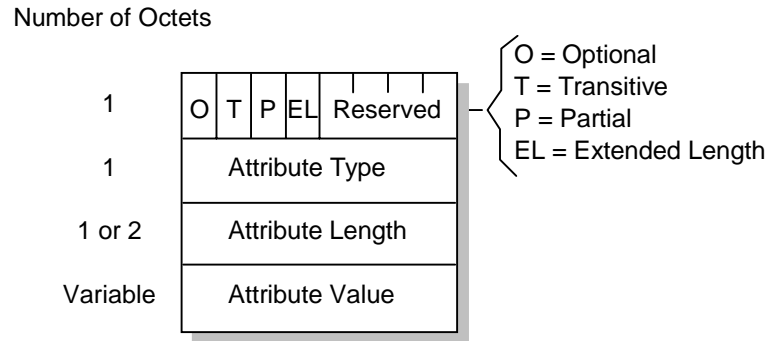 Number of Octets
O = Optional
T = Transitive
P = Partial
EL = Extended Length
1 O T P EL Reserved
1 Attribute Type
1 or 2 Attribute Length
Variable Attribute Value